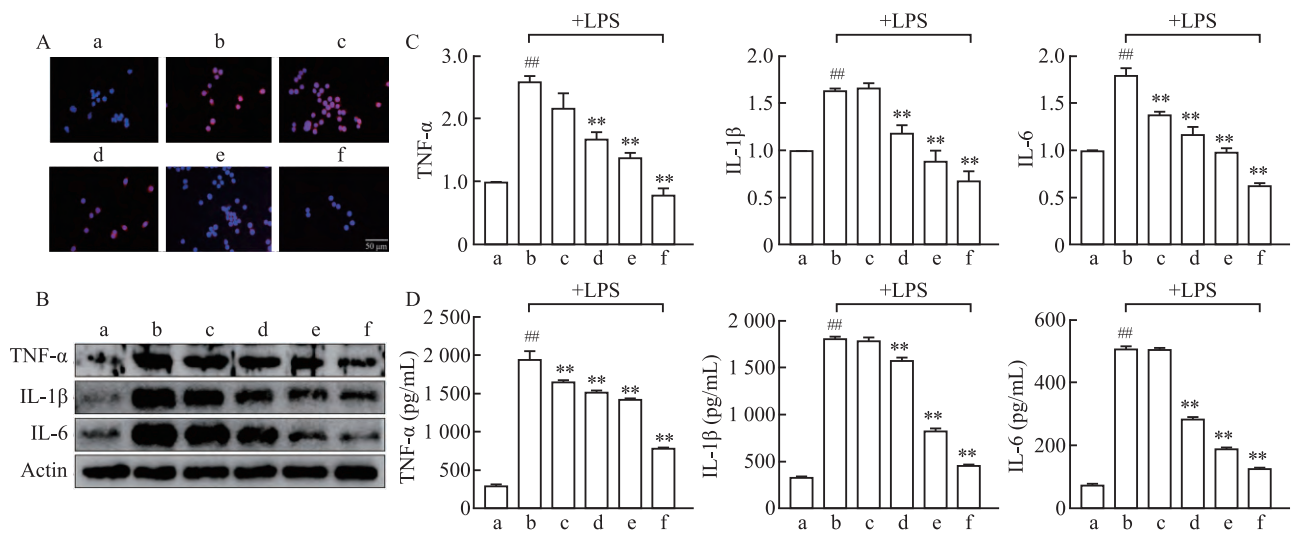 A
a b c
d e f
50 μm
B
a b c d e f
TNF-α
IL-1β
IL-6
Actin
C
+LPS
TNF-α
3.0
2.0
1.0
0
##
**
**
**
a b c d e f
+LPS
IL-1β
2.0
1.5
1.0
0.5
0
##
**
**
**
a b c d e f
+LPS
IL-6
2.0
1.5
1.0
0.5
0
##
**
**
**
**
a b c d e f
D
+LPS
TNF-α (pg/mL)
2 500
2 000
1 500
1 000
500
0
##
**
**
**
**
a b c d e f
+LPS
IL-1β (pg/mL)
2 000
1 500
1 000
500
0
##
**
**
**
a b c d e f
+LPS
IL-6 (pg/mL)
600
400
200
0
##
**
**
**
a b c d e f